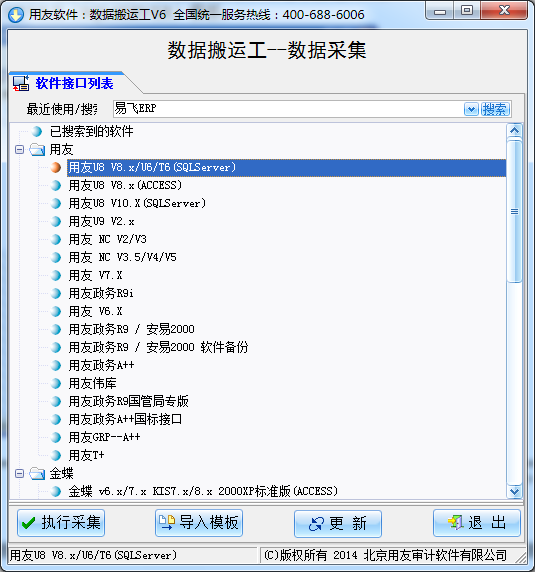 用友软件：数据搬运工V6 全国统一服务热线：400-688-6006
数据搬运工--数据采集
软件接口列表
最近使用/搜索 易飞ERP 搜索
已搜索到的软件
用友
用友U8 V8.x/U6/T6(SQLServer)
用友U8 V8.x(ACCESS)
用友U8 V10.X(SQLServer)
用友U9 V2.x
用友 NC V2/V3
用友 NC V3.5/V4/V5
用友 V7.X
用友政务R9i
用友 V6.X
用友政务R9 / 安易2000
用友政务R9 / 安易2000 软件备份
用友政务A++
用友伟库
用友政务R9国管局专版
用友政务A++国标接口
用友GRP--A++
用友T+
金蝶
金蝶 v6.x/7.x KIS7.x/8.x 2000XP标准版(ACCESS)
执行采集 导入模板 更 新 退 出
用友U8 V8.x/U6/T6(SQLServer) (C)版权所有 2014 北京用友审计软件有限公司